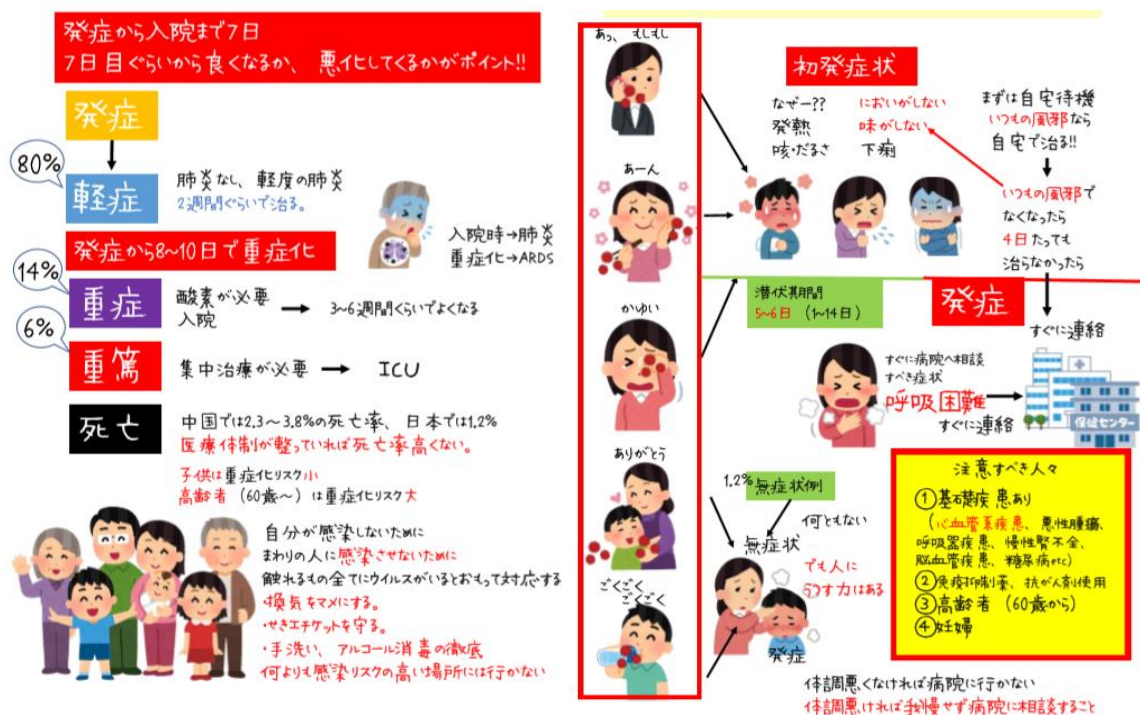 発症から入院まで7日
7日目ぐらいから良くなるか、悪化してくるかがポイント!!
発症
80%
軽症
肺炎なし、軽度の肺炎
2週間ぐらいで治る。
入院時→肺炎
重症化→ARDS
発症から8~10日で重症化
14%
重症
酸素が必要
入院
3~6週間くらいでよくなる
6%
重篤
集中治療が必要
ICU
死亡
中国では2.3~3.8%の死亡率、日本では1.2%
医療体制が整っていれば死亡率高くない。
子供は重症化リスク小
高齢者(60歳~)は重症化リスク大
自分が感染しないために
まわりの人に感染させないために
触れるもの全てにウイルスがいるとおもって対応する
・換気をマメにする。
・せきエチケットを守る。
・手洗い、アルコール消毒の徹底
何よりも感染リスクの高い場所には行かない
あっ、もしもし
あーん
かゆい
ありがとう
ごくごく
ごくごく
初発症状
なぜー??
発熱
咳・だるさ
においがしない
味がしない
下痢
まずは自宅待機
いつもの風邪なら
自宅で治る!!
いつもの風邪で
なくなったら
4日たっても
治らなかったら
潜伏期間
5~6日(1~14日)
発症
すぐに連絡
すぐに病院へ相談
すべき症状
呼吸困難
すぐに連絡
保健センター
1.2%
無症状例
何ともない
無症状
でも人に
うつす力はある
発症
注意すべき人々
①基礎疾患あり
(心血管系疾患、悪性腫瘍、
呼吸器疾患、慢性腎不全、
脳血管疾患、糖尿病etc)
②免疫抑制薬、抗がん剤使用
③高齢者(60歳から)
④妊婦
体調悪くなければ病院に行かない
体調悪ければ我慢せず病院に相談すること